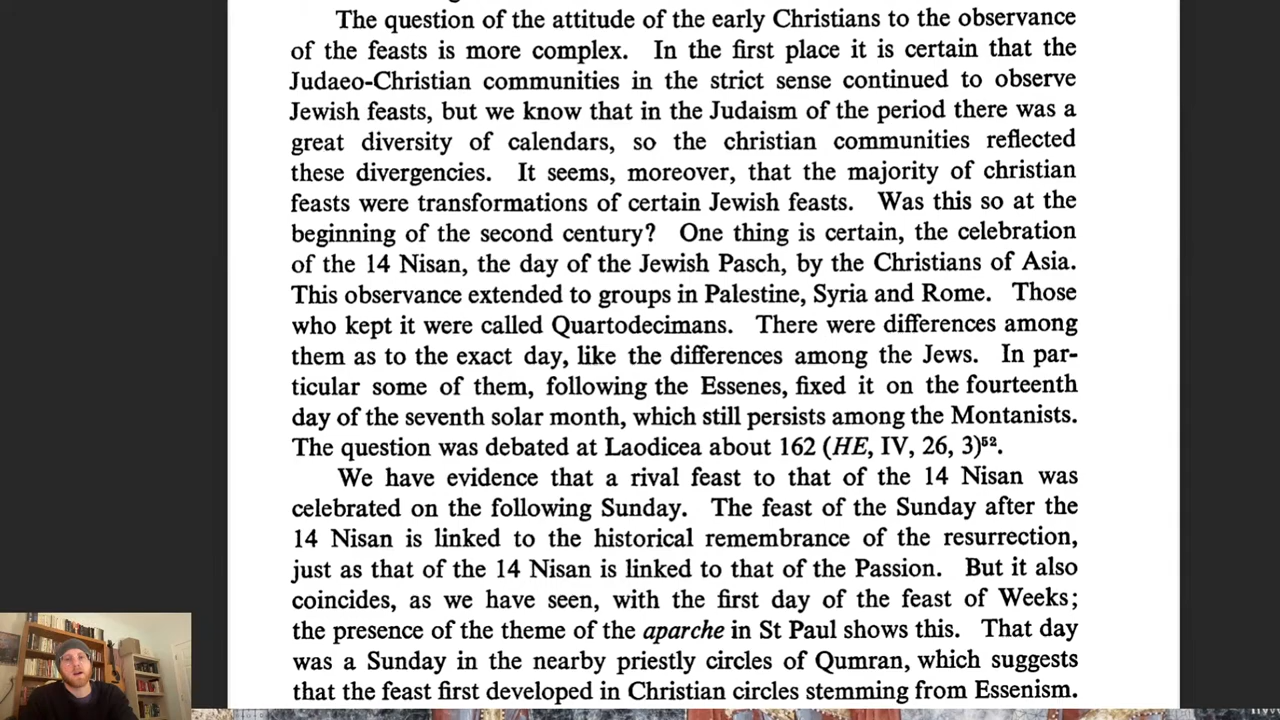 The question of the attitude of the early Christians to the observance
of the feasts is more complex. In the first place it is certain that the
Judaeo-Christian communities in the strict sense continued to observe
Jewish feasts, but we know that in the Judaism of the period there was a
great diversity of calendars, so the christian communities reflected
these divergencies. It seems, moreover, that the majority of christian
feasts were transformations of certain Jewish feasts. Was this so at the
beginning of the second century? One thing is certain, the celebration
of the 14 Nisan, the day of the Jewish Pasch, by the Christians of Asia.
This observance extended to groups in Palestine, Syria and Rome. Those
who kept it were called Quartodecimans. There were differences among
them as to the exact day, like the differences among the Jews. In par-
ticular some of them, following the Essenes, fixed it on the fourteenth
day of the seventh solar month, which still persists among the Montanists.
The question was debated at Laodicea about 162 (HE, IV, 26, 3)⁵².
We have evidence that a rival feast to that of the 14 Nisan was
celebrated on the following Sunday. The feast of the Sunday after the
14 Nisan is linked to the historical remembrance of the resurrection,
just as that of the 14 Nisan is linked to that of the Passion. But it also
coincides, as we have seen, with the first day of the feast of Weeks;
the presence of the theme of the aparche in St Paul shows this. That day
was a Sunday in the nearby priestly circles of Qumran, which suggests
that the feast first developed in Christian circles stemming from Essenism.